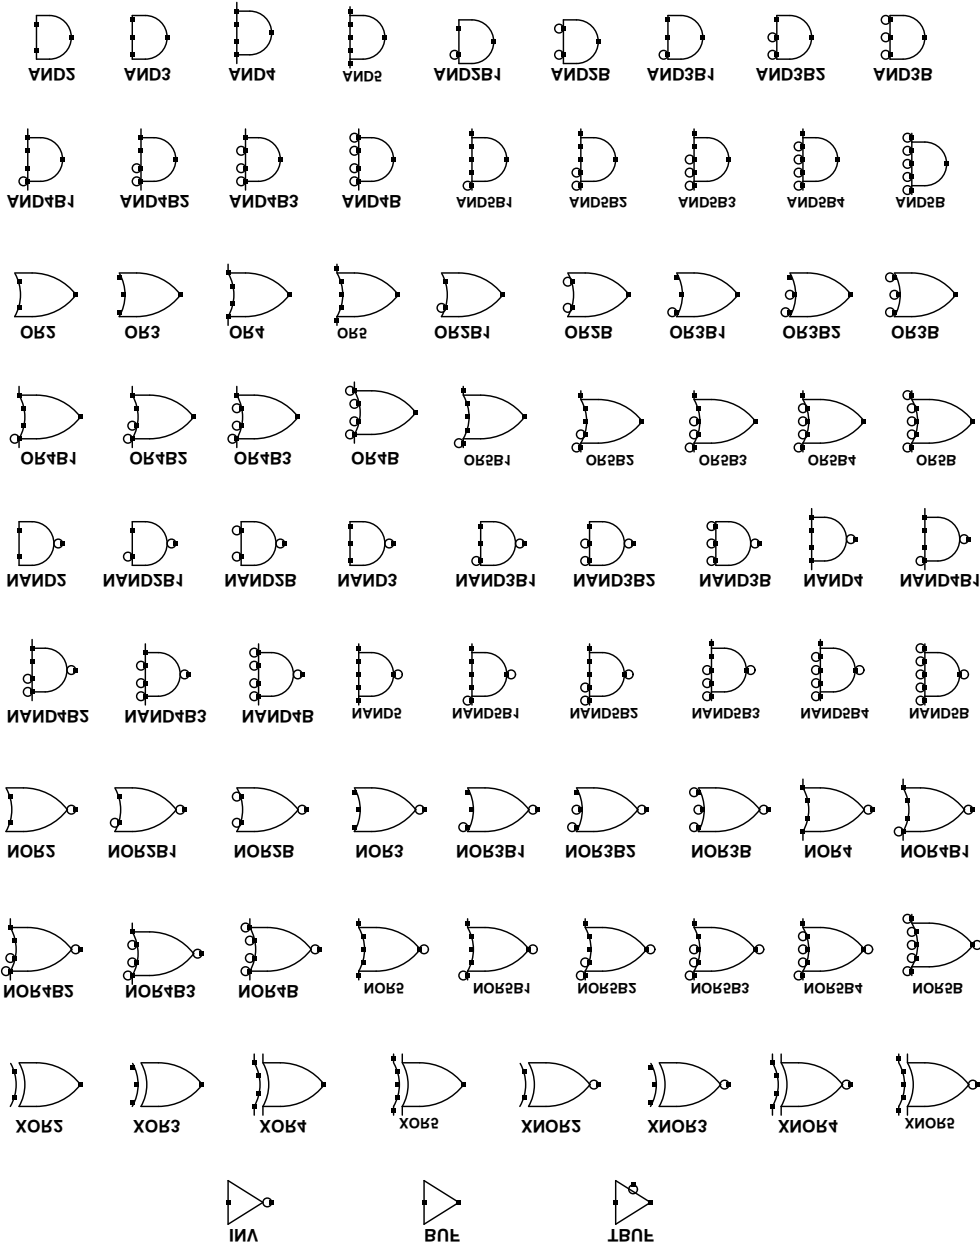 AND2 AND3 AND4 AND5 AND2B1 AND2B AND3B1 AND3B2 AND3B
AND4B1 AND4B2 AND4B3 AND4B AND5B1 AND5B2 AND5B3 AND5B4 AND5B
OR2 OR3 OR4 OR5 OR2B1 OR2B OR3B1 OR3B2 OR3B
OR4B1 OR4B2 OR4B3 OR4B OR5B1 OR5B2 OR5B3 OR5B4 OR5B
NAND2 NAND2B1 NAND2B NAND3 NAND3B1 NAND3B2 NAND3B NAND4 NAND4B1
NAND4B2 NAND4B3 NAND4B NAND5 NAND5B1 NAND5B2 NAND5B3 NAND5B4 NAND5B
NOR2 NOR2B1 NOR2B NOR3 NOR3B1 NOR3B2 NOR3B NOR4 NOR4B1
NOR4B2 NOR4B3 NOR4B NOR5 NOR5B1 NOR5B2 NOR5B3 NOR5B4 NOR5B
XOR2 XOR3 XOR4 XOR5 XNOR2 XNOR3 XNOR4 XNOR5
INV BUF TBUF